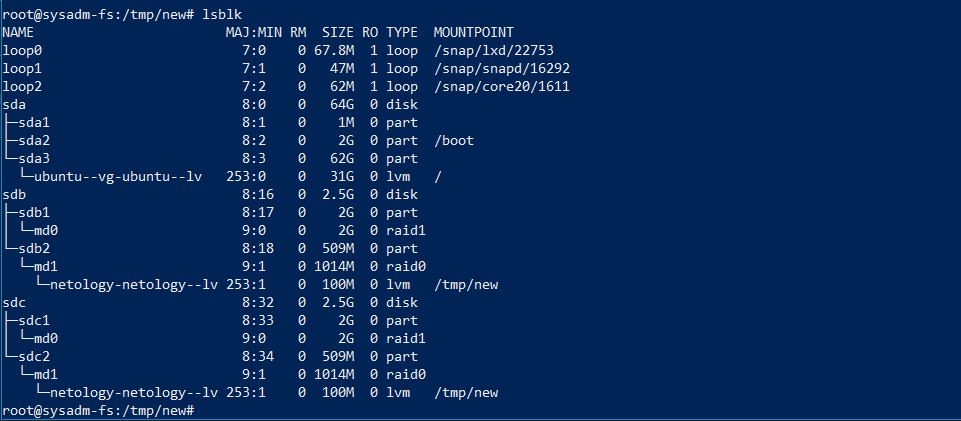 root@sysadm-fs:/tmp/new# lsblk
NAME                      MAJ:MIN RM  SIZE RO TYPE  MOUNTPOINT
loop0                       7:0    0 67.8M  1 loop  /snap/lxd/22753
loop1                       7:1    0   47M  1 loop  /snap/snapd/16292
loop2                       7:2    0   62M  1 loop  /snap/core20/1611
sda                         8:0    0   64G  0 disk
├─sda1                      8:1    0    1M  0 part
├─sda2                      8:2    0    2G  0 part  /boot
└─sda3                      8:3    0   62G  0 part
  └─ubuntu--vg-ubuntu--lv 253:0    0   31G  0 lvm   /
sdb                         8:16   0  2.5G  0 disk
├─sdb1                      8:17   0    2G  0 part
│ └─md0                     9:0    0    2G  0 raid1
└─sdb2                      8:18   0  509M  0 part
  └─md1                     9:1    0 1014M  0 raid0
    └─netology-netology--lv 253:1    0  100M  0 lvm   /tmp/new
sdc                         8:32   0  2.5G  0 disk
├─sdc1                      8:33   0    2G  0 part
│ └─md0                     9:0    0    2G  0 raid1
└─sdc2                      8:34   0  509M  0 part
  └─md1                     9:1    0 1014M  0 raid0
    └─netology-netology--lv 253:1    0  100M  0 lvm   /tmp/new
root@sysadm-fs:/tmp/new#